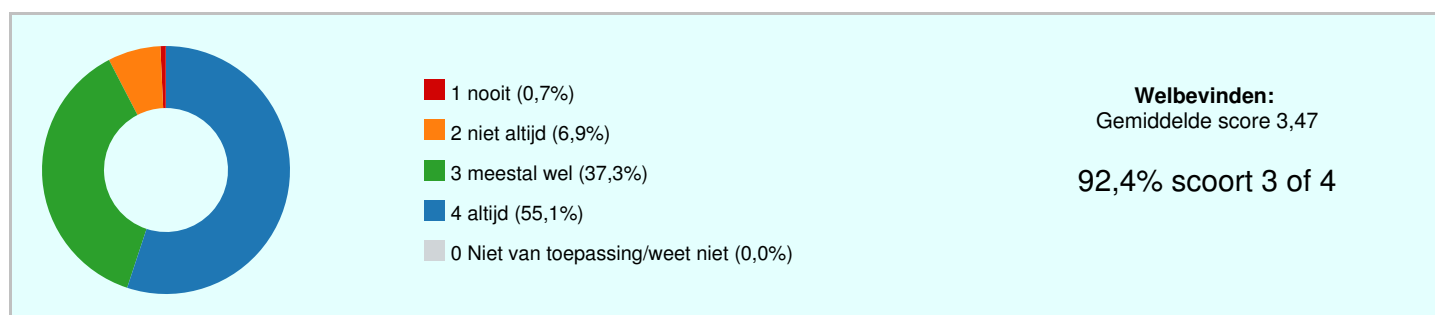 1 nooit (0,7%)
2 niet altijd (6,9%)
3 meestal wel (37,3%)
4 altijd (55,1%)
0 Niet van toepassing/weet niet (0,0%)
Welbevinden:
Gemiddelde score 3,47
92,4% scoort 3 of 4